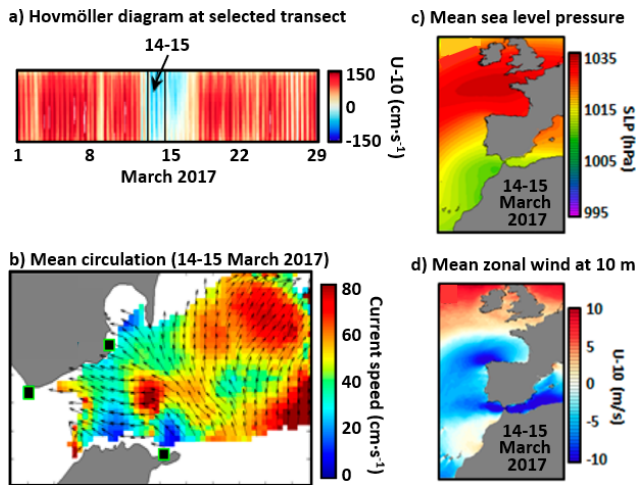 a) Hovmöller diagram at selected transect
14-15
150
0
-150
U-10 (cm·s⁻¹)
1 8 15 22 29
March 2017
b) Mean circulation (14-15 March 2017)
80
60
40
20
0
Current speed (cm·s⁻¹)
c) Mean sea level pressure
14-15
March
2017
1035
1015
1005
995
SLP (hPa)
d) Mean zonal wind at 10 m
14-15
March
2017
10
5
0
-5
-10
U-10 (m/s)